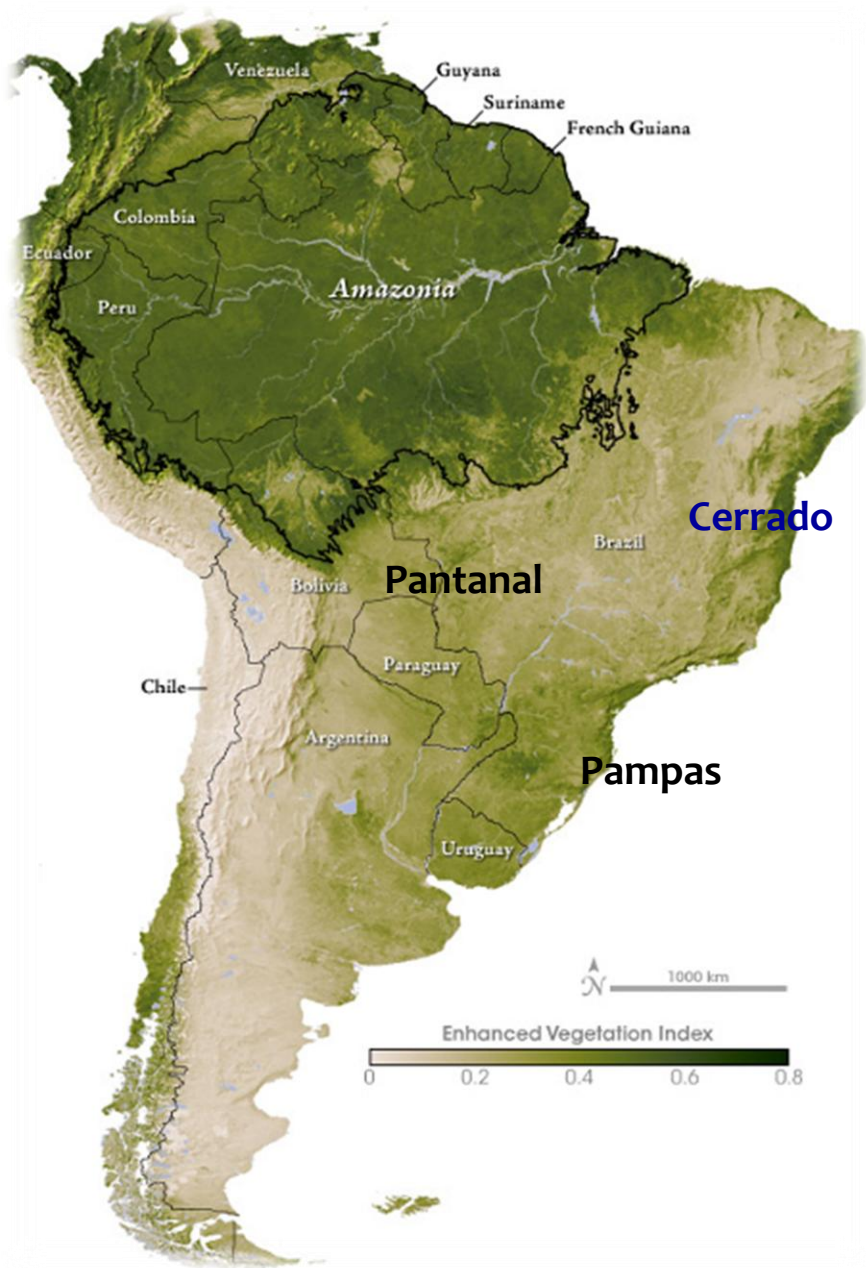 Venezuela
Guyana
Suriname
French Guiana
Colombia
Ecuador
Amazonia
Peru
Cerrado
Brazil
Pantanal
Bolivia
Paraguay
Chile
Argentina
Pampas
Uruguay
N
1000 km
Enhanced Vegetation Index
0 0.2 0.4 0.6 0.8